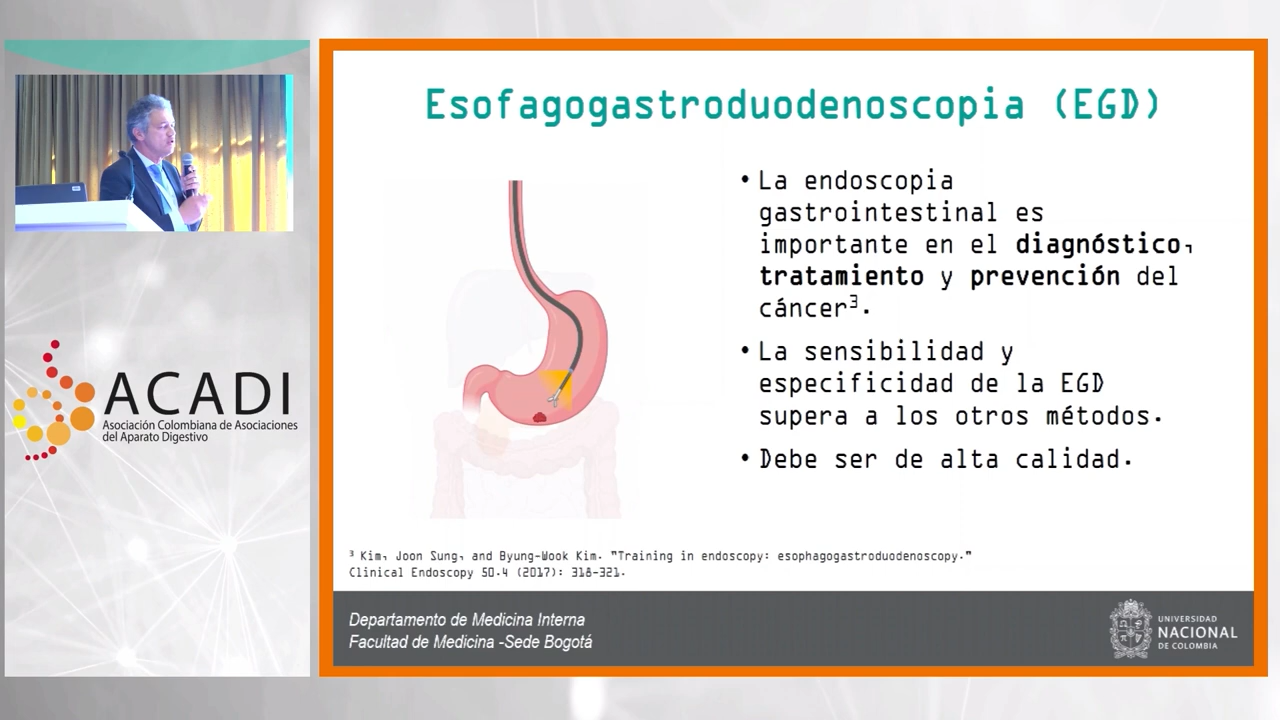 Esofagogastroduodenoscopia (EGD)
• La endoscopia
gastrointestinal es
importante en el diagnóstico,
tratamiento y prevención del
cáncer³.
• La sensibilidad y
especificidad de la EGD
supera a los otros métodos.
• Debe ser de alta calidad.
³ Kim, Joon Sung, and Byung-Wook Kim. "Training in endoscopy: esophagogastroduodenoscopy."
Clinical Endoscopy 50.4 (2017): 318-321.
Departamento de Medicina Interna
Facultad de Medicina -Sede Bogotá
UNIVERSIDAD
NACIONAL
DE COLOMBIA
ACADI
Asociación Colombiana de Asociaciones
del Aparato Digestivo